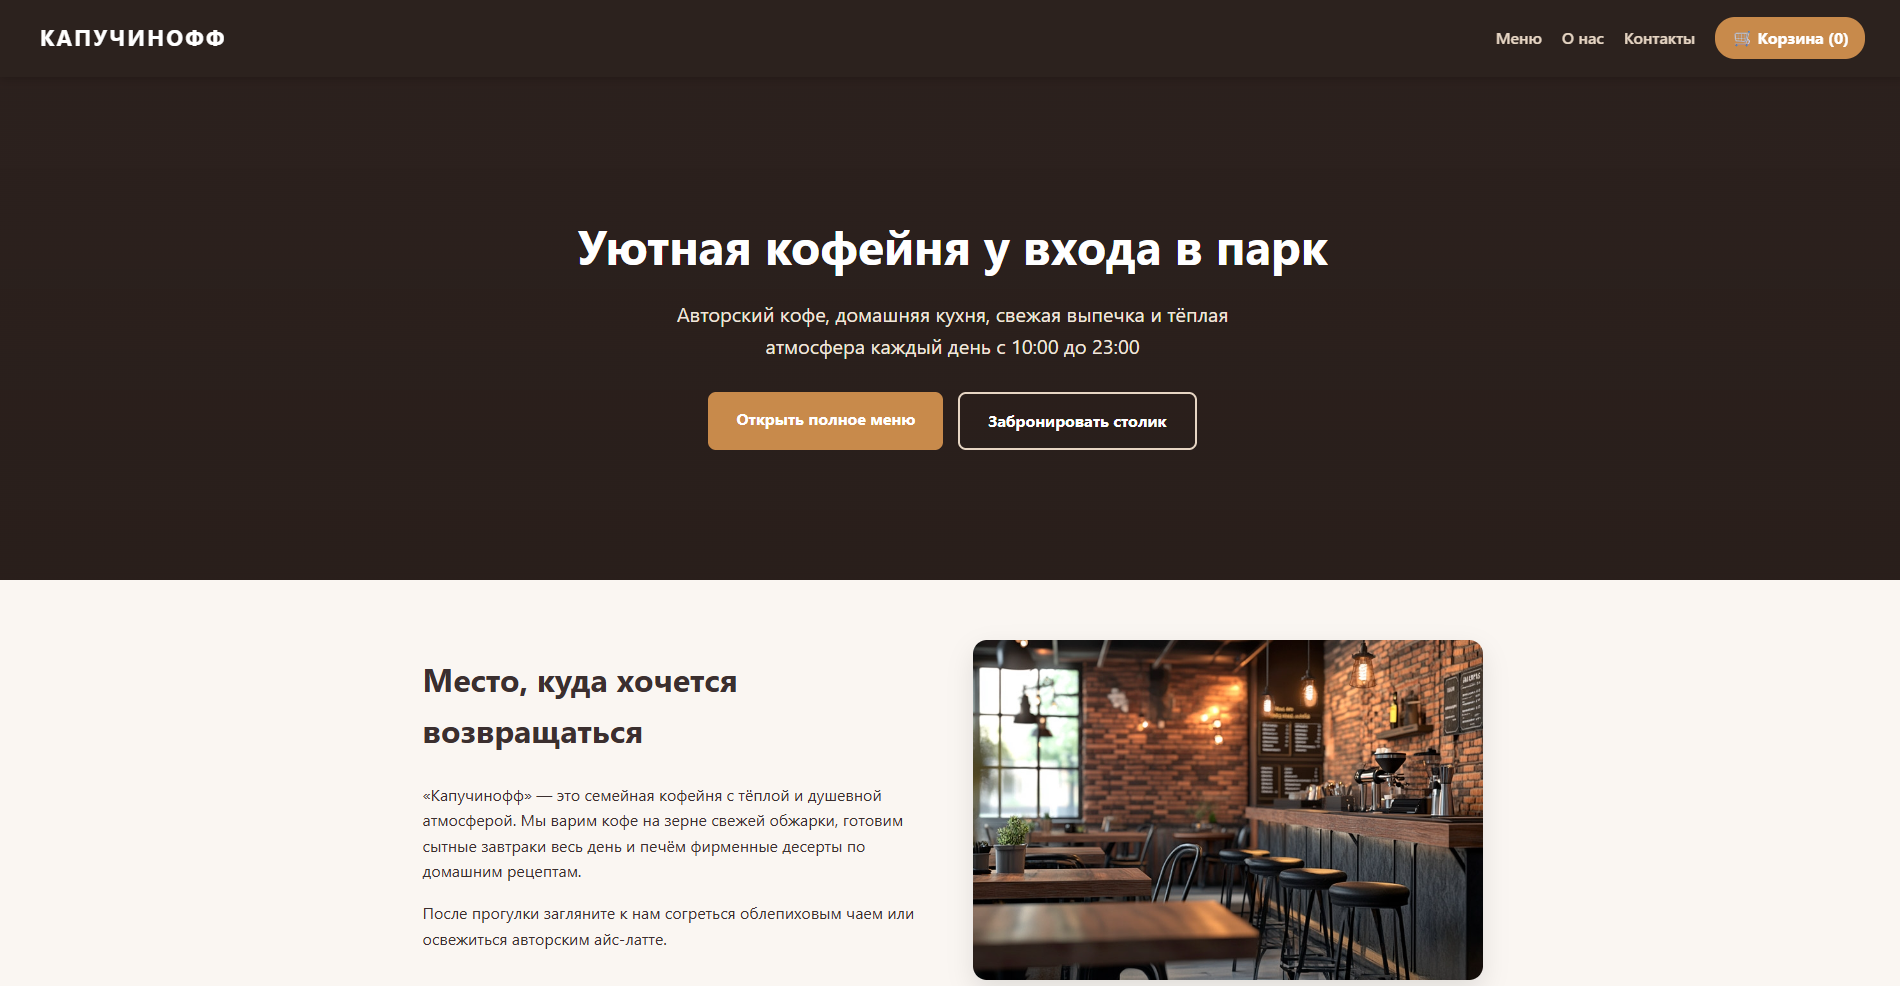 КАПУЧИНОФФ
Меню
О нас
Контакты
Корзина (0)
Уютная кофейня у входа в парк
Авторский кофе, домашняя кухня, свежая выпечка и тёплая
атмосфера каждый день с 10:00 до 23:00
Открыть полное меню
Забронировать столик
Место, куда хочется
возвращаться
«Капучинофф» — это семейная кофейня с тёплой и душевной
атмосферой. Мы варим кофе на зерне свежей обжарки, готовим
сытные завтраки весь день и печём фирменные десерты по
домашним рецептам.
После прогулки загляните к нам согреться облепиховым чаем или
освежиться авторским айс-латте.